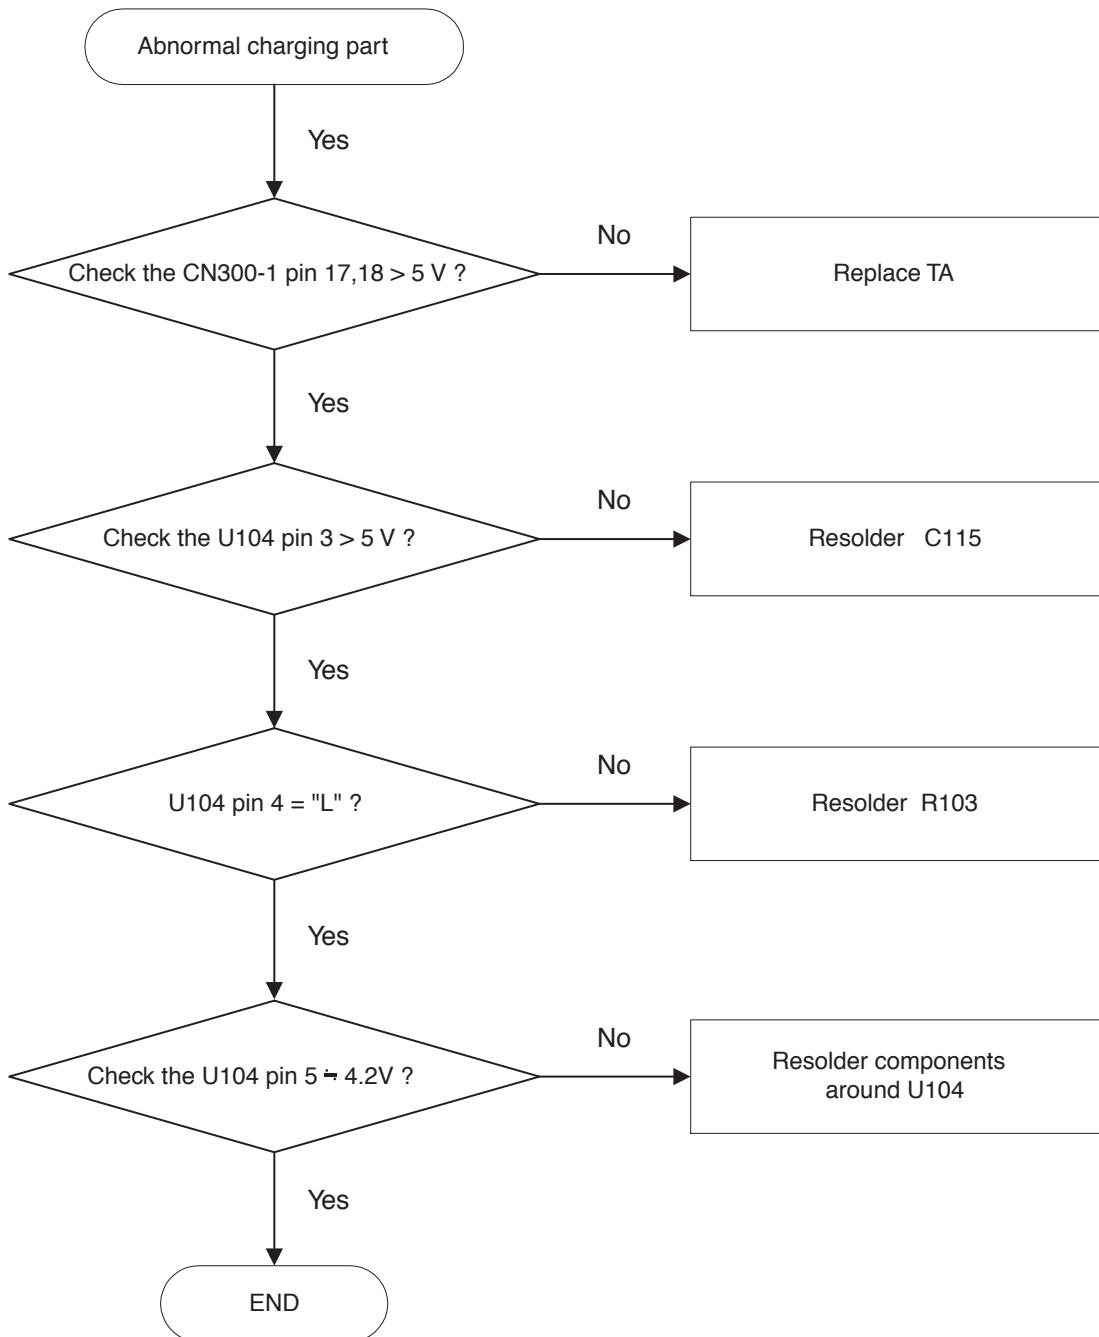 Abnormal charging part
Yes
Check the CN300-1 pin 17,18 > 5 V ?
No
Replace TA
Yes
Check the U104 pin 3 > 5 V ?
No
Resolder C115
Yes
U104 pin 4 = "L" ?
No
Resolder R103
Yes
Check the U104 pin 5 ≒ 4.2V ?
No
Resolder components
around U104
Yes
END